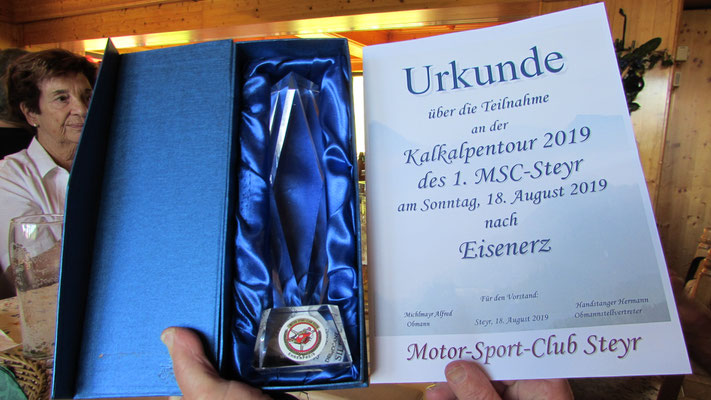 Urkunde
über die Teilnahme
an der
Kalkalpentour 2019
des 1. MSC-Steyr
am Sonntag, 18. August 2019
nach
Eisenerz
Für den Vorstand:
Michlmayr Alfred
Obmann
Steyr, 18. August 2019
Handstanger Hermann
Obmannstellvertreter
Motor-Sport-Club Steyr